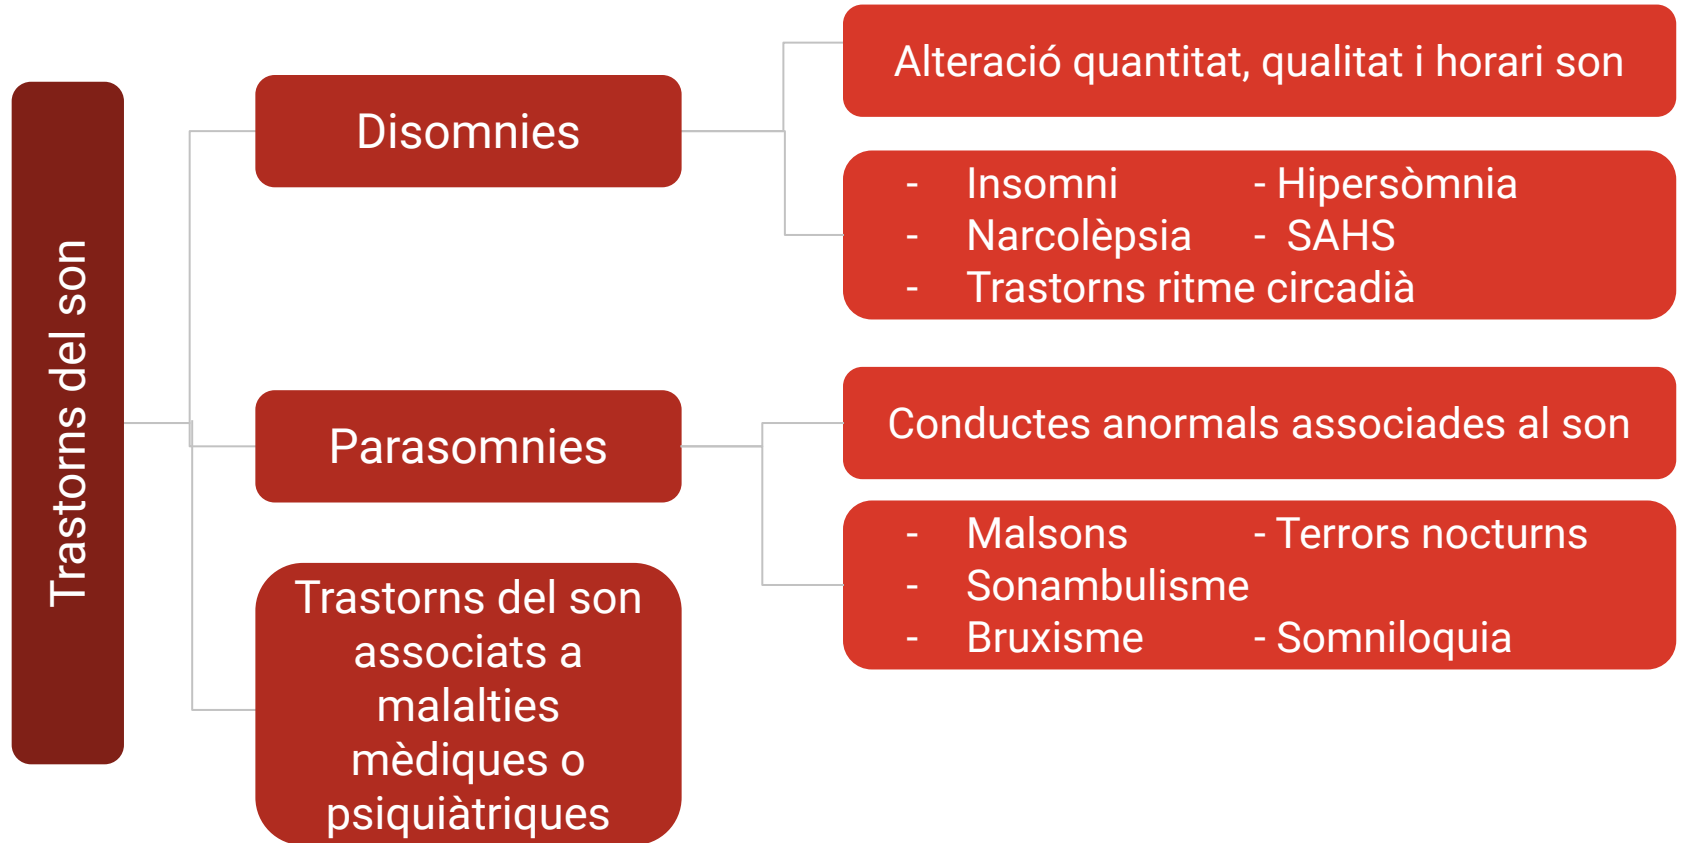 Trastorns del son
Disomnies
Alteració quantitat, qualitat i horari son
- Insomni - Hipersòmnia
- Narcolèpsia - SAHS
- Trastorns ritme circadià
Parasomnies
Conductes anormals associades al son
- Malsons - Terrors nocturns
- Sonambulisme
- Bruxisme - Somniloquia
Trastorns del son
associats a
malalties
mèdiques o
psiquiàtriques